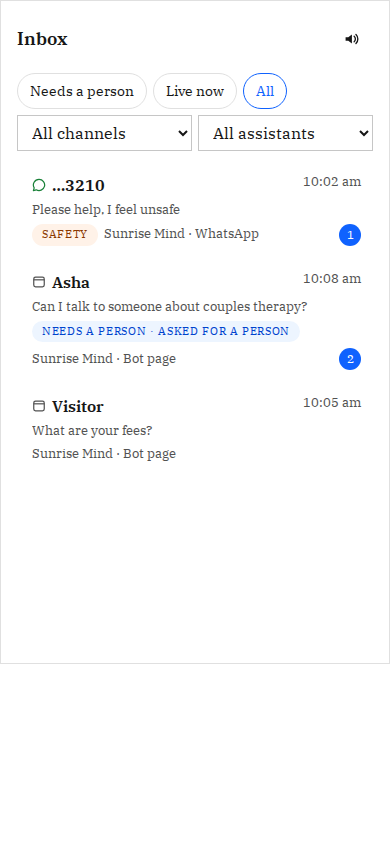 Inbox
Needs a person Live now All
All channels All assistants
...3210 10:02 am
Please help, I feel unsafe
SAFETY Sunrise Mind · WhatsApp 1
Asha 10:08 am
Can I talk to someone about couples therapy?
NEEDS A PERSON · ASKED FOR A PERSON
Sunrise Mind · Bot page 2
Visitor 10:05 am
What are your fees?
Sunrise Mind · Bot page